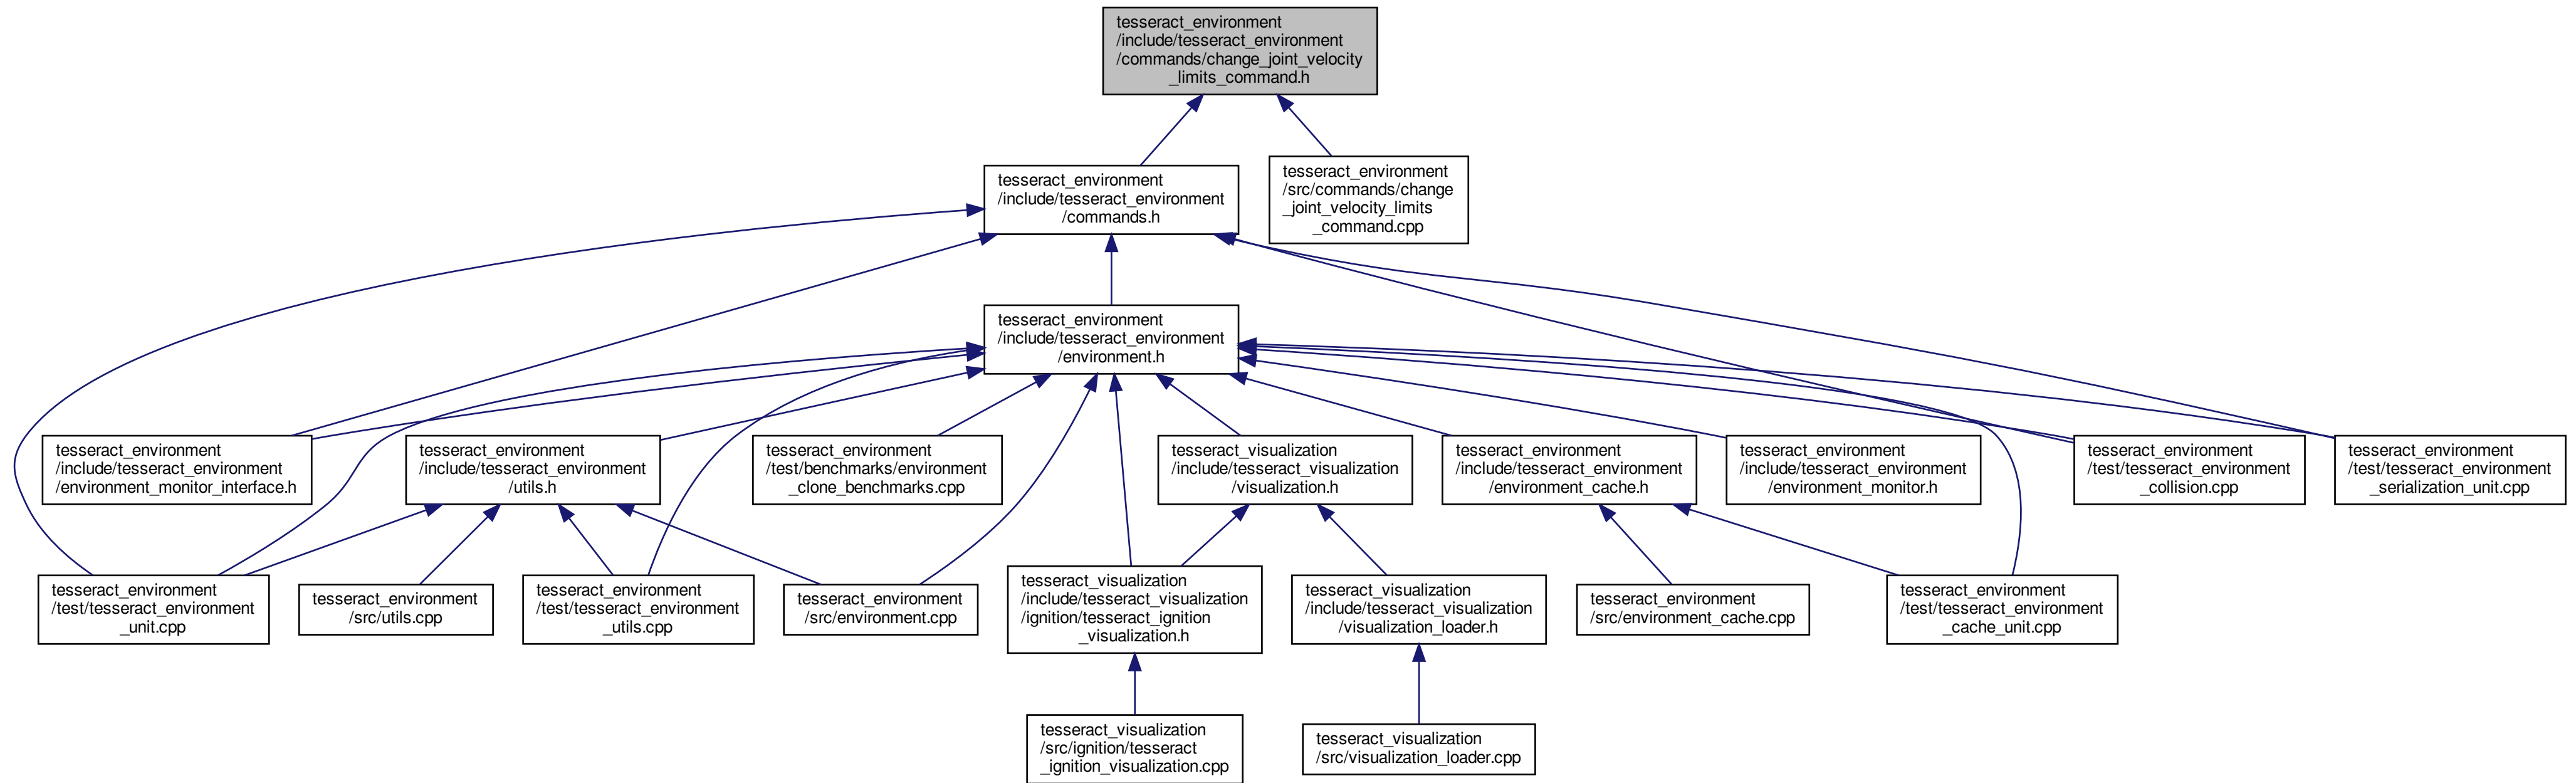 tesseract_environment
/include/tesseract_environment
/commands/change_joint_velocity
_limits_command.h
tesseract_environment
/include/tesseract_environment
/commands.h
tesseract_environment
/src/commands/change
_joint_velocity_limits
_command.cpp
tesseract_environment
/include/tesseract_environment
/environment.h
tesseract_environment
/include/tesseract_environment
/environment_monitor_interface.h
tesseract_environment
/include/tesseract_environment
/utils.h
tesseract_environment
/test/benchmarks/environment
_clone_benchmarks.cpp
tesseract_visualization
/include/tesseract_visualization
/visualization.h
tesseract_environment
/include/tesseract_environment
/environment_cache.h
tesseract_environment
/include/tesseract_environment
/environment_monitor.h
tesseract_environment
/test/tesseract_environment
_collision.cpp
tesseract_environment
/test/tesseract_environment
_serialization_unit.cpp
tesseract_environment
/test/tesseract_environment
_unit.cpp
tesseract_environment
/src/utils.cpp
tesseract_environment
/test/tesseract_environment
_utils.cpp
tesseract_environment
/src/environment.cpp
tesseract_visualization
/include/tesseract_visualization
/ignition/tesseract_ignition
_visualization.h
tesseract_visualization
/include/tesseract_visualization
/visualization_loader.h
tesseract_environment
/src/environment_cache.cpp
tesseract_environment
/test/tesseract_environment
_cache_unit.cpp
tesseract_visualization
/src/ignition/tesseract
_ignition_visualization.cpp
tesseract_visualization
/src/visualization_loader.cpp